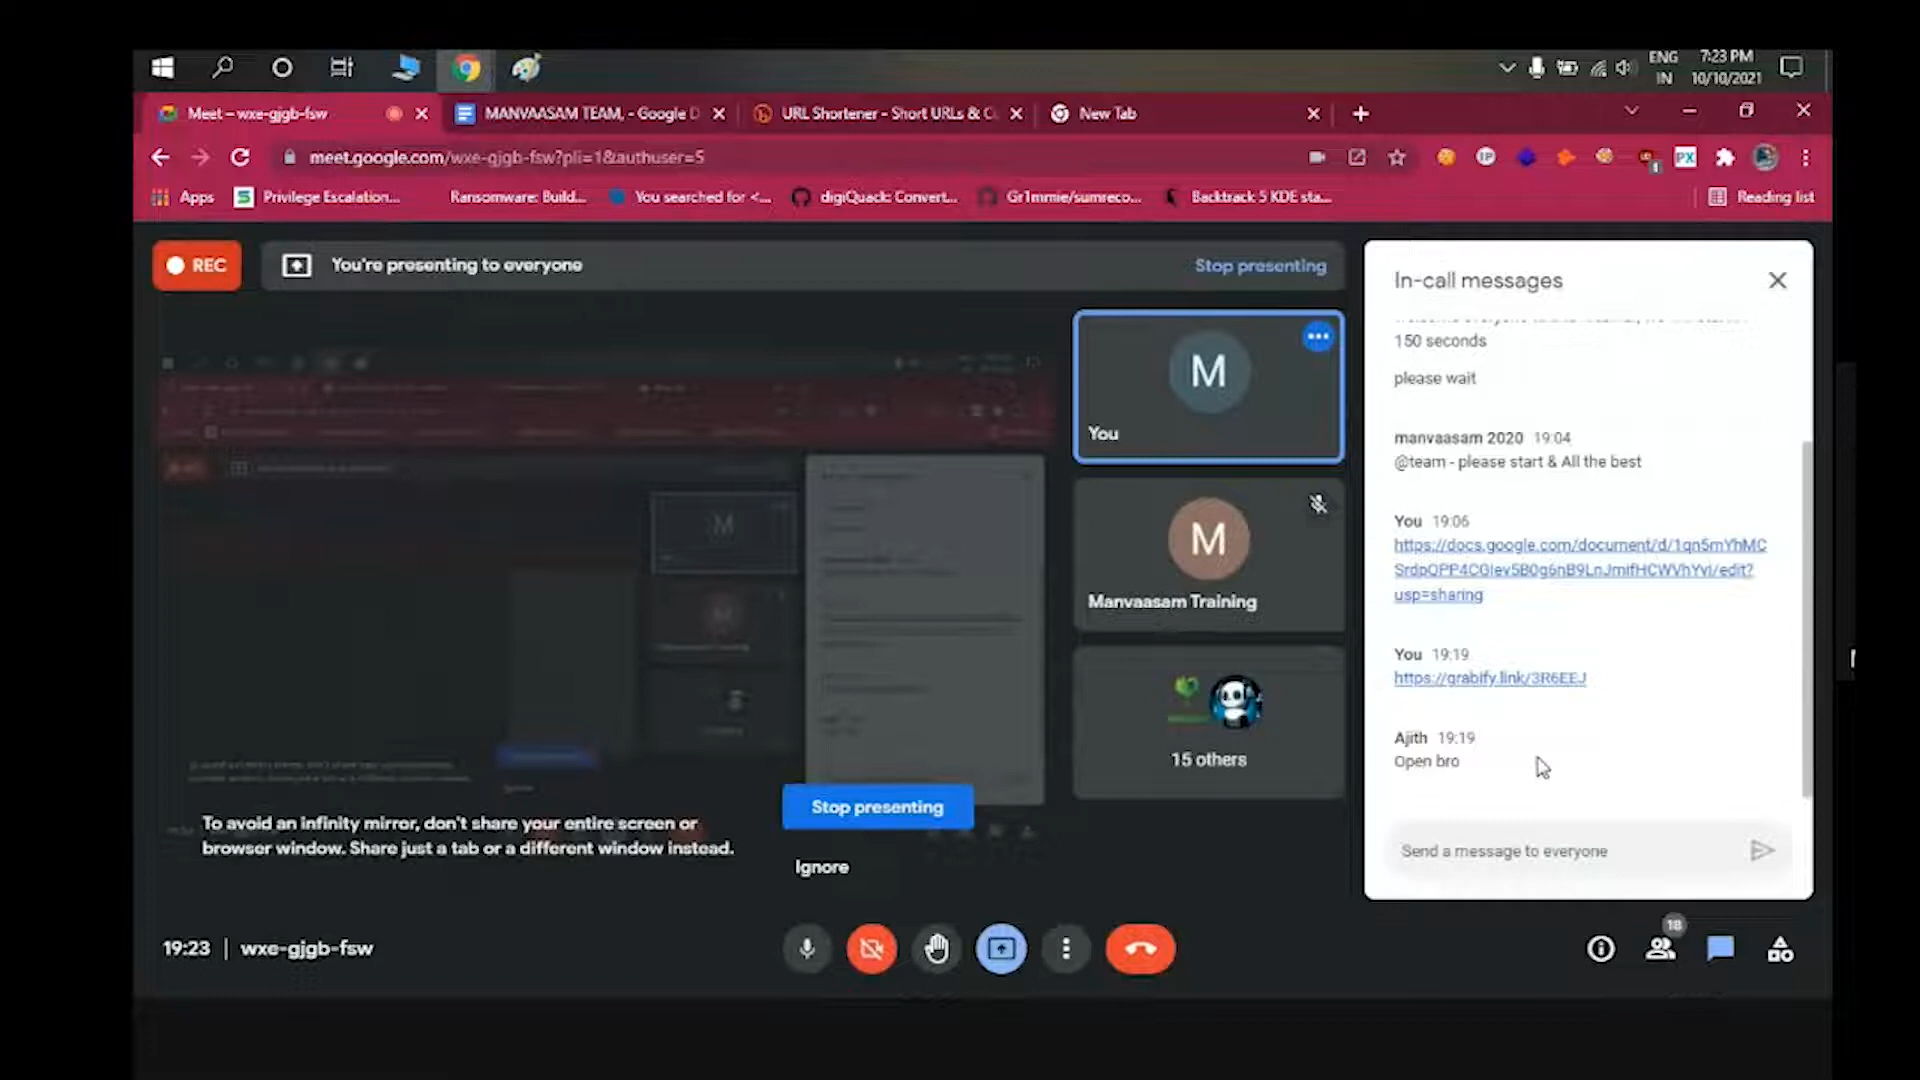 ENG
IN
7:23 PM
10/10/2021
Meet – wxe-gjgb-fsw
MANVAASAM TEAM, - Google D
URL Shortener - Short URLs & C
New Tab
meet.google.com/wxe-gjgb-fsw?pli=1&authuser=5
Apps
Privilege Escalation...
Ransomware: Build...
You searched for <...
digiQuack: Convert...
Gr1mmie/sumreco...
Backtrack 5 KDE sta...
Reading list
REC
You're presenting to everyone
Stop presenting
M
You
M
Manvaasam Training
15 others
To avoid an infinity mirror, don't share your entire screen or
browser window. Share just a tab or a different window instead.
Stop presenting
Ignore
In-call messages
150 seconds
please wait
manvaasam 2020 19:04
@team - please start & All the best
You 19:06
https://docs.google.com/document/d/1qn5mYhMC
SrdpQPP4CGIev5B0g6nB9LnJmifHCWVhYvI/edit?
usp=sharing
You 19:19
https://grabify.link/3R6EEJ
Ajith 19:19
Open bro
Send a message to everyone
19:23 | wxe-gjgb-fsw
18